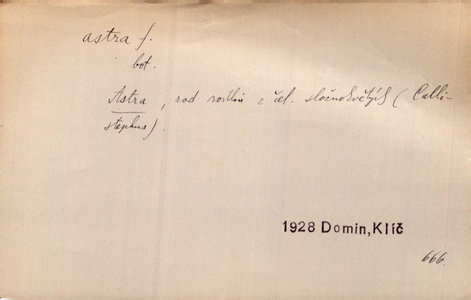 astra f.
bot.
Astra, rod rostlin z čel. složnokvětých (Calli-
stephus).
1928 Domin, Klíč
666.